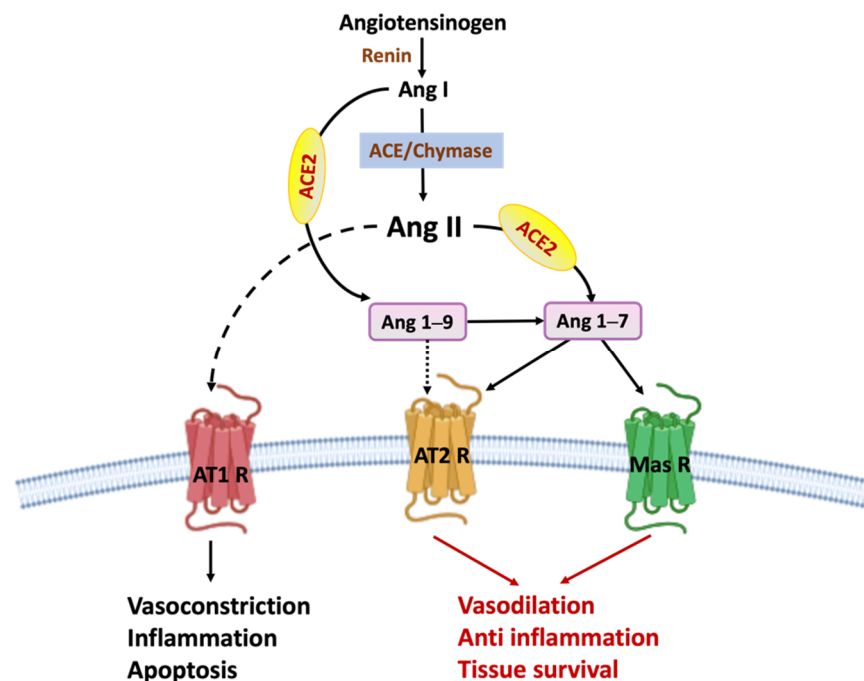 Angiotensinogen
Renin
Ang I
ACE2
ACE/Chymase
Ang II
ACE2
Ang 1–9
Ang 1–7
AT1 R
AT2 R
Mas R
Vasoconstriction
Inflammation
Apoptosis
Vasodilation
Anti inflammation
Tissue survival